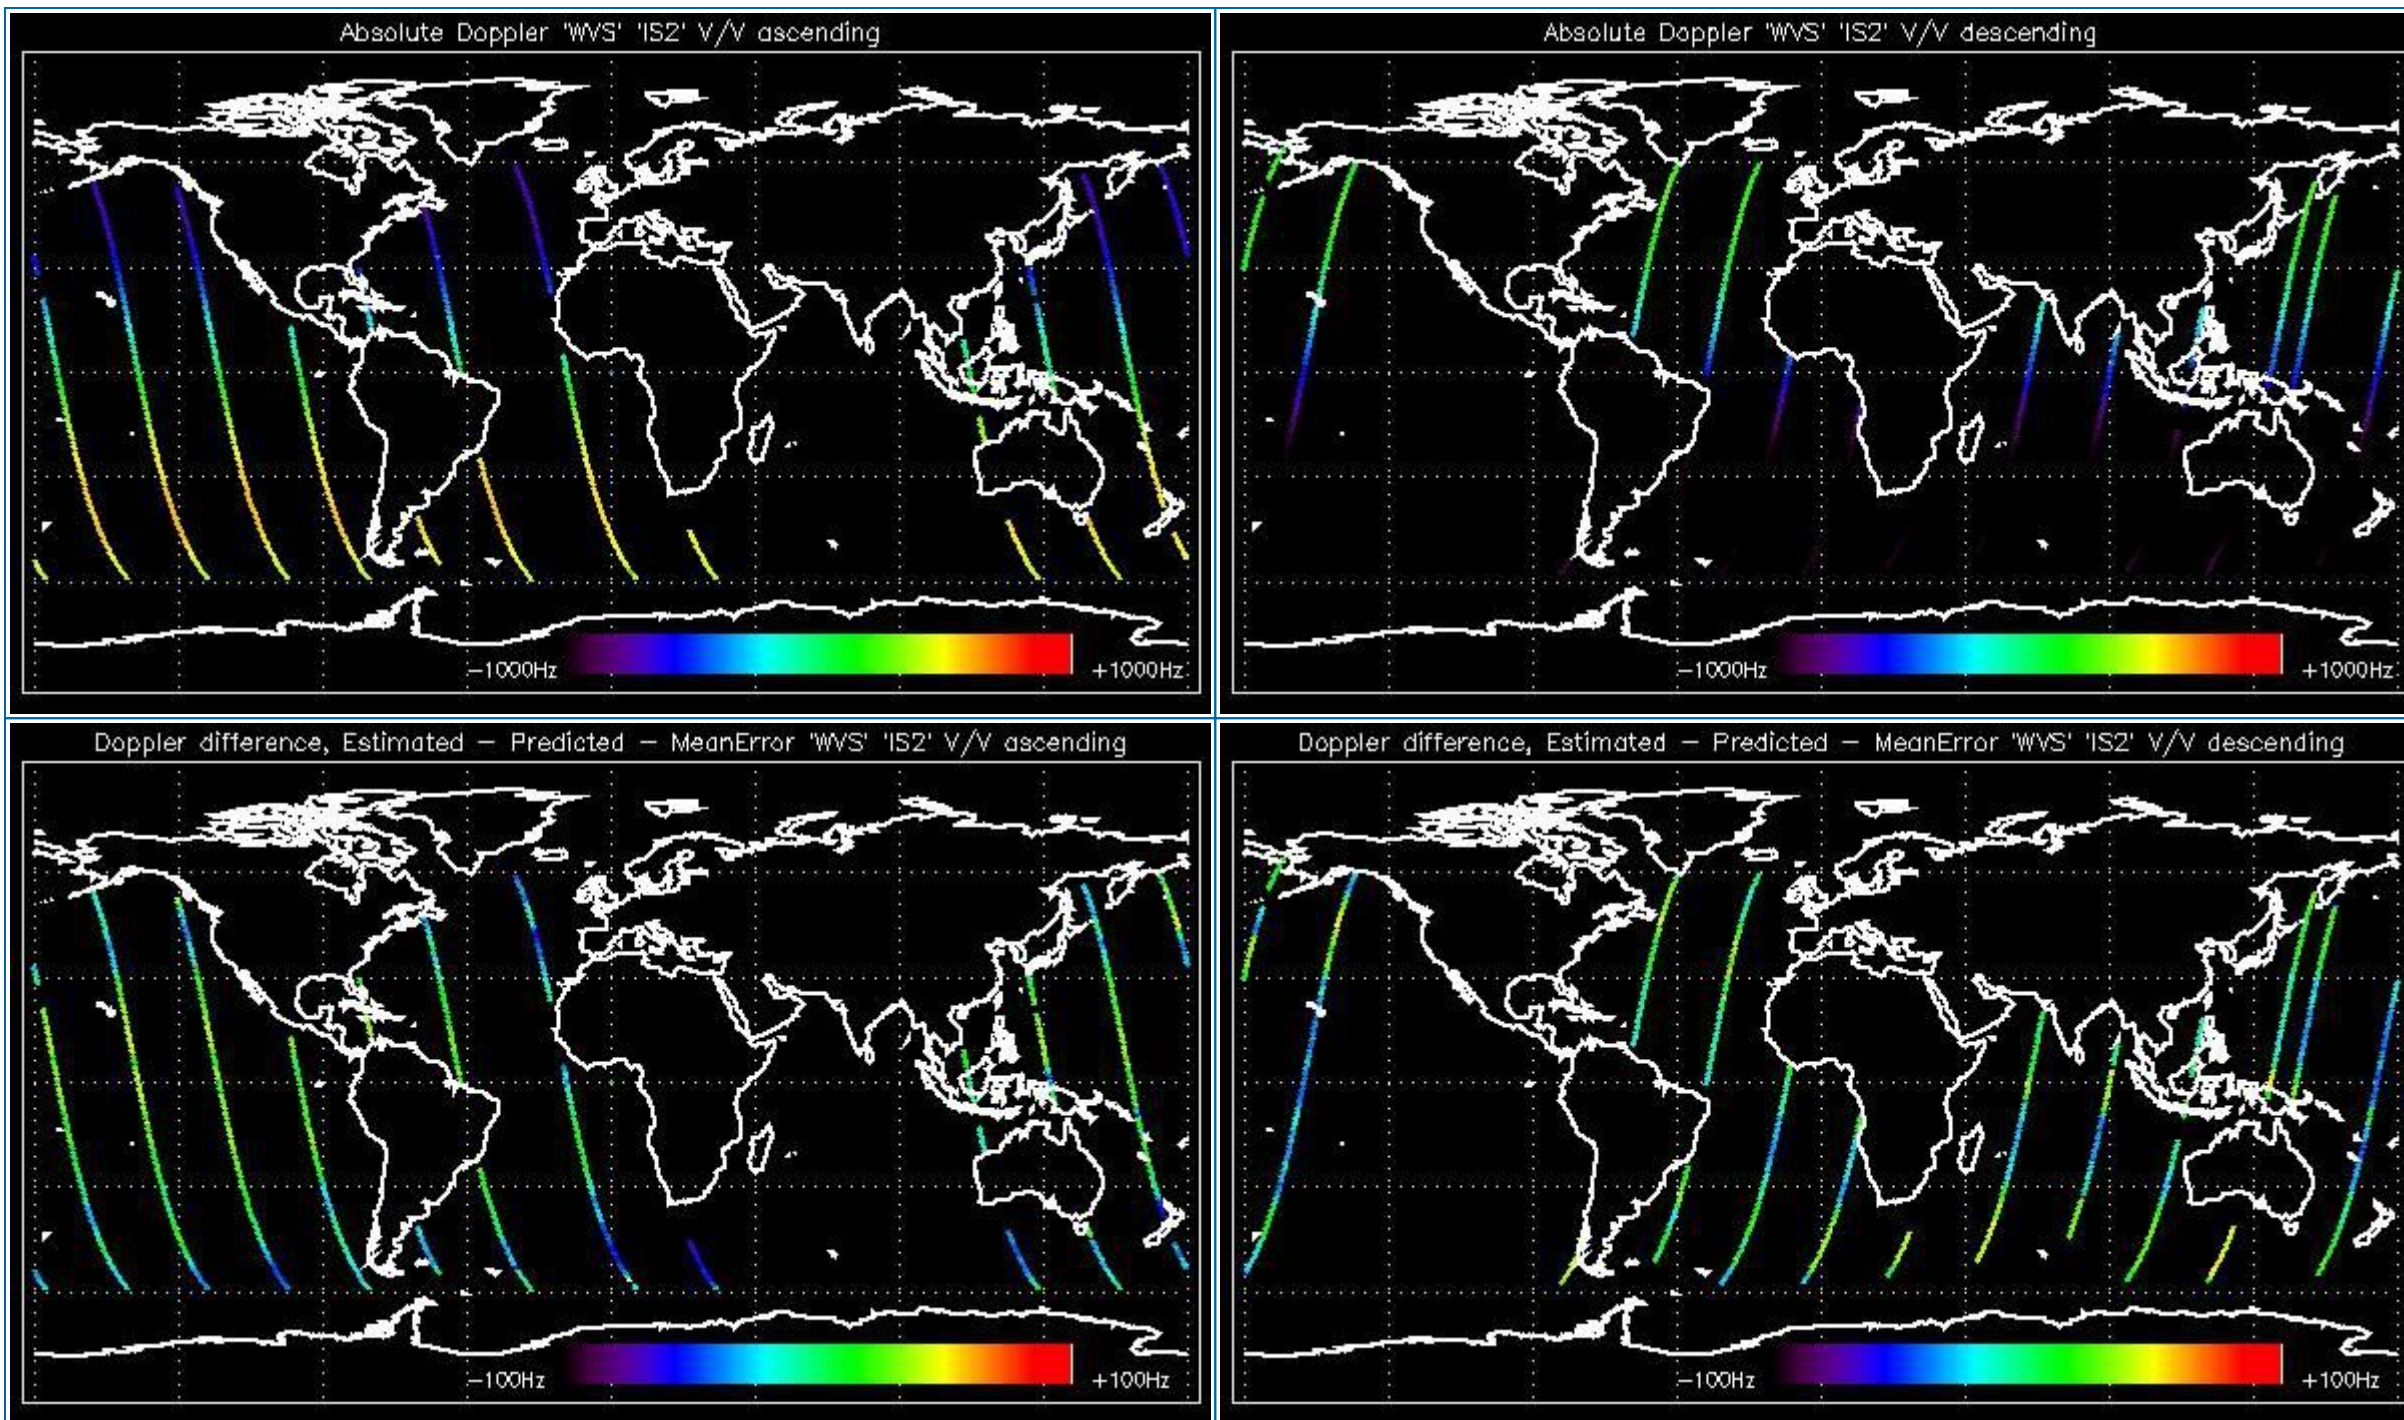 Absolute Doppler 'WVS' 'IS2' V/V ascending
−1000Hz
+1000Hz
Absolute Doppler 'WVS' 'IS2' V/V descending
−1000Hz
+1000Hz
Doppler difference, Estimated − Predicted − MeanError 'WVS' 'IS2' V/V ascending
−100Hz
+100Hz
Doppler difference, Estimated − Predicted − MeanError 'WVS' 'IS2' V/V descending
−100Hz
+100Hz